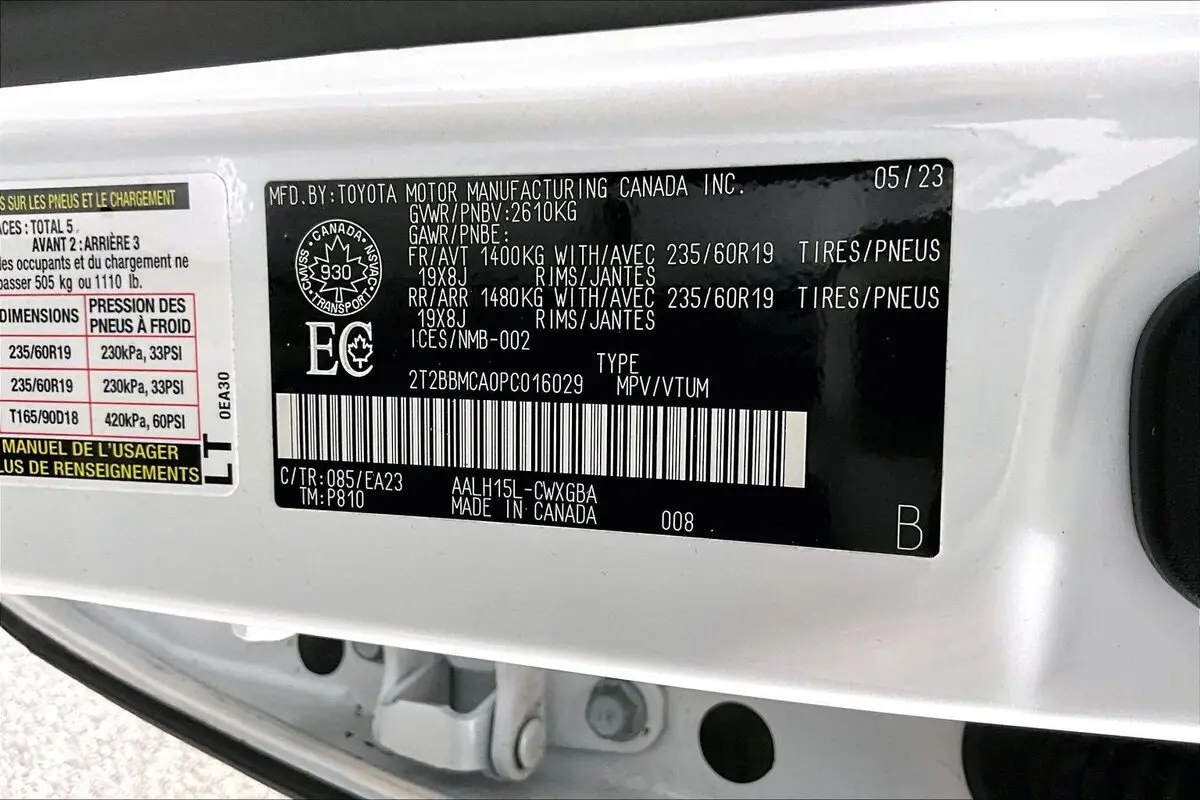 S SUR LES PNEUS ET LE CHARGEMENT
ACES : TOTAL 5
AVANT 2 : ARRIÈRE 3
les occupants et du chargement ne
passer 505 kg ou 1110 lb.
DIMENSIONS PRESSION DES PNEUS À FROID
235/60R19 230kPa, 33PSI
235/60R19 230kPa, 33PSI
T165/90D18 420kPa, 60PSI
MANUEL DE L'USAGER
LUS DE RENSEIGNEMENTS
LT 0EA30
MFD.BY:TOYOTA MOTOR MANUFACTURING CANADA INC. 05/23
GVWR/PNBV:2610KG
GAWR/PNBE:
FR/AVT 1400KG WITH/AVEC 235/60R19 TIRES/PNEUS
19X8J RIMS/JANTES
RR/ARR 1480KG WITH/AVEC 235/60R19 TIRES/PNEUS
19X8J RIMS/JANTES
ICES/NMB-002
CANADA
CMVSS 930 NSVAC
TRANSPORT
EC
TYPE
2T2BBMCA0PC016029 MPV/VTUM
C/TR:085/EA23 AALH15L-CWXGBA
TM:P810 MADE IN CANADA 008
B